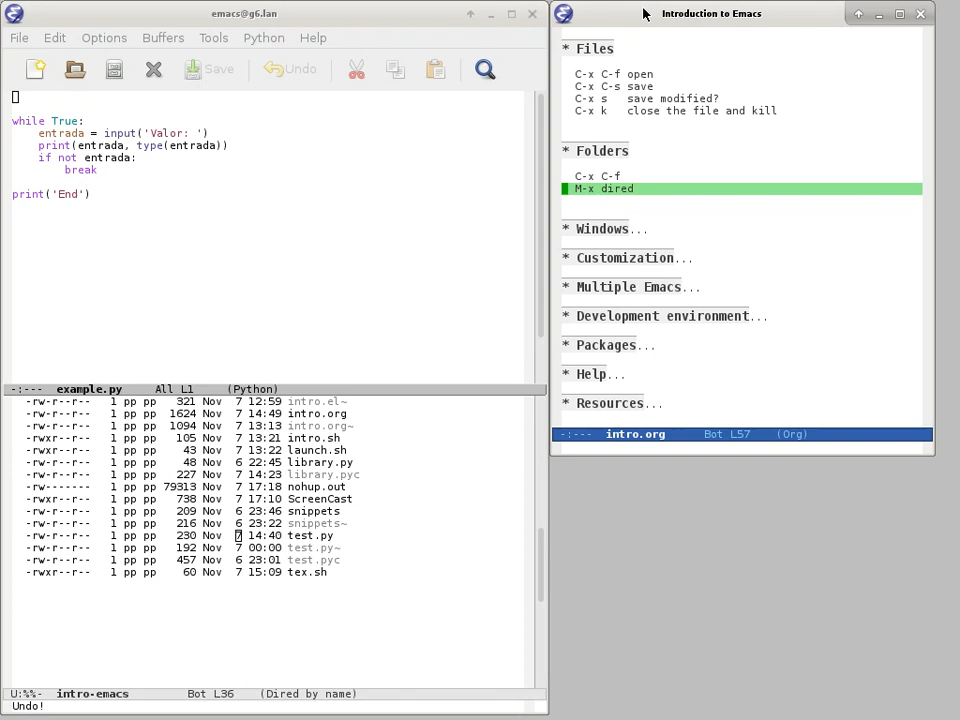 emacs@g6.lan
File Edit Options Buffers Tools Python Help
Save Undo
while True:
    entrada = input('Valor: ')
    print(entrada, type(entrada))
    if not entrada:
        break
print('End')
-:--- example.py All L1 (Python)
-rw-r--r-- 1 pp pp 321 Nov 7 12:59 intro.el~
-rw-r--r-- 1 pp pp 1624 Nov 7 14:49 intro.org
-rw-r--r-- 1 pp pp 1094 Nov 7 13:13 intro.org~
-rwxr--r-- 1 pp pp 105 Nov 7 13:21 intro.sh
-rwxr--r-- 1 pp pp 43 Nov 7 13:22 launch.sh
-rw-r--r-- 1 pp pp 48 Nov 6 22:45 library.py
-rw-r--r-- 1 pp pp 227 Nov 7 14:23 library.pyc
-rw------- 1 pp pp 79313 Nov 7 17:18 nohup.out
-rwxr--r-- 1 pp pp 738 Nov 7 17:10 ScreenCast
-rw-r--r-- 1 pp pp 209 Nov 6 23:46 snippets
-rw-r--r-- 1 pp pp 216 Nov 6 23:22 snippets~
-rw-r--r-- 1 pp pp 230 Nov 7 14:40 test.py
-rw-r--r-- 1 pp pp 192 Nov 7 00:00 test.py~
-rw-r--r-- 1 pp pp 457 Nov 6 23:01 test.pyc
-rwxr--r-- 1 pp pp 60 Nov 7 15:09 tex.sh
U:%%- intro-emacs Bot L36 (Dired by name)
Undo!
Introduction to Emacs
* Files
C-x C-f open
C-x C-s save
C-x s save modified?
C-x k close the file and kill
* Folders
C-x C-f
M-x dired
* Windows...
* Customization...
* Multiple Emacs...
* Development environment...
* Packages...
* Help...
* Resources...
-:--- intro.org Bot L57 (Org)